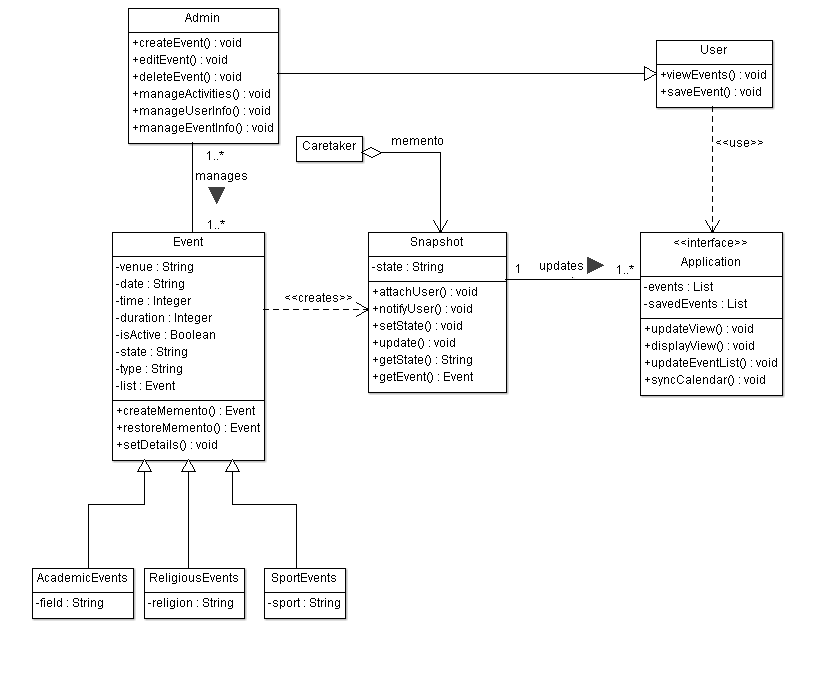 Admin
+createEvent() : void
+editEvent() : void
+deleteEvent() : void
+manageActivities() : void
+manageUserInfo() : void
+manageEventInfo() : void
User
+viewEvents() : void
+saveEvent() : void
Caretaker
memento
<<use>>
1..*
manages
1..*
Event
-venue : String
-date : String
-time : Integer
-duration : Integer
-isActive : Boolean
-state : String
-type : String
-list : Event
+createMemento() : Event
+restoreMemento() : Event
+setDetails() : void
<<creates>>
Snapshot
-state : String
+attachUser() : void
+notifyUser() : void
+setState() : void
+update() : void
+getState() : String
+getEvent() : Event
1
updates
1..*
<<interface>>
Application
-events : List
-savedEvents : List
+updateView() : void
+displayView() : void
+updateEventList() : void
+syncCalendar() : void
AcademicEvents
-field : String
ReligiousEvents
-religion : String
SportEvents
-sport : String